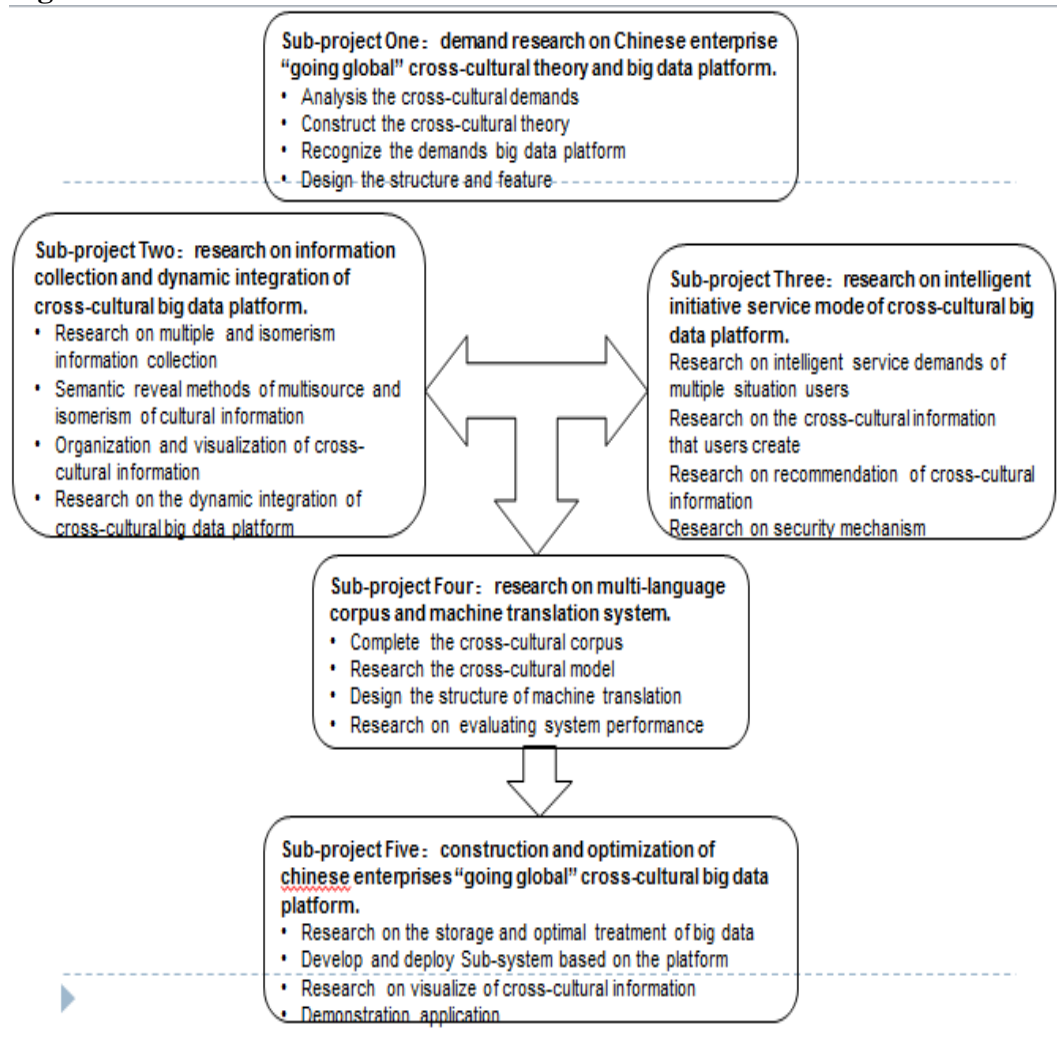 Sub-project One: demand research on Chinese enterprise
“going global” cross-cultural theory and big data platform.
• Analysis the cross-cultural demands
• Construct the cross-cultural theory
• Recognize the demands big data platform
• Design the structure and feature
Sub-project Two: research on information
collection and dynamic integration of
cross-cultural big data platform.
• Research on multiple and isomerism
information collection
• Semantic reveal methods of multisource and
isomerism of cultural information
• Organization and visualization of cross-
cultural information
• Research on the dynamic integration of
cross-cultural big data platform
Sub-project Three: research on intelligent
initiative service mode of cross-cultural big
data platform.
Research on intelligent service demands of
multiple situation users
Research on the cross-cultural information
that users create
Research on recommendation of cross-cultural
information
Research on security mechanism
Sub-project Four: research on multi-language
corpus and machine translation system.
• Complete the cross-cultural corpus
• Research the cross-cultural model
• Design the structure of machine translation
• Research on evaluating system performance
Sub-project Five: construction and optimization of
chinese enterprises “going global” cross-cultural big data
platform.
• Research on the storage and optimal treatment of big data
• Develop and deploy Sub-system based on the platform
• Research on visualize of cross-cultural information
• Demonstration application